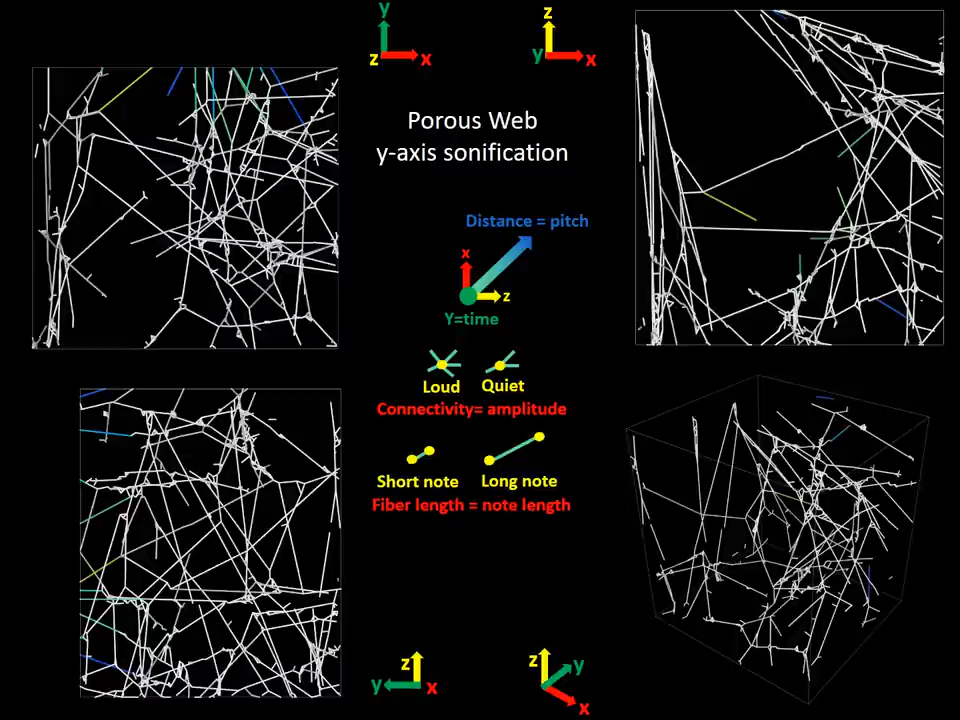 y
z
x
z
y
x
Porous Web
y-axis sonification
Distance = pitch
x
z
Y=time
Loud
Quiet
Connectivity= amplitude
Short note
Long note
Fiber length = note length
z
y
x
z
y
x